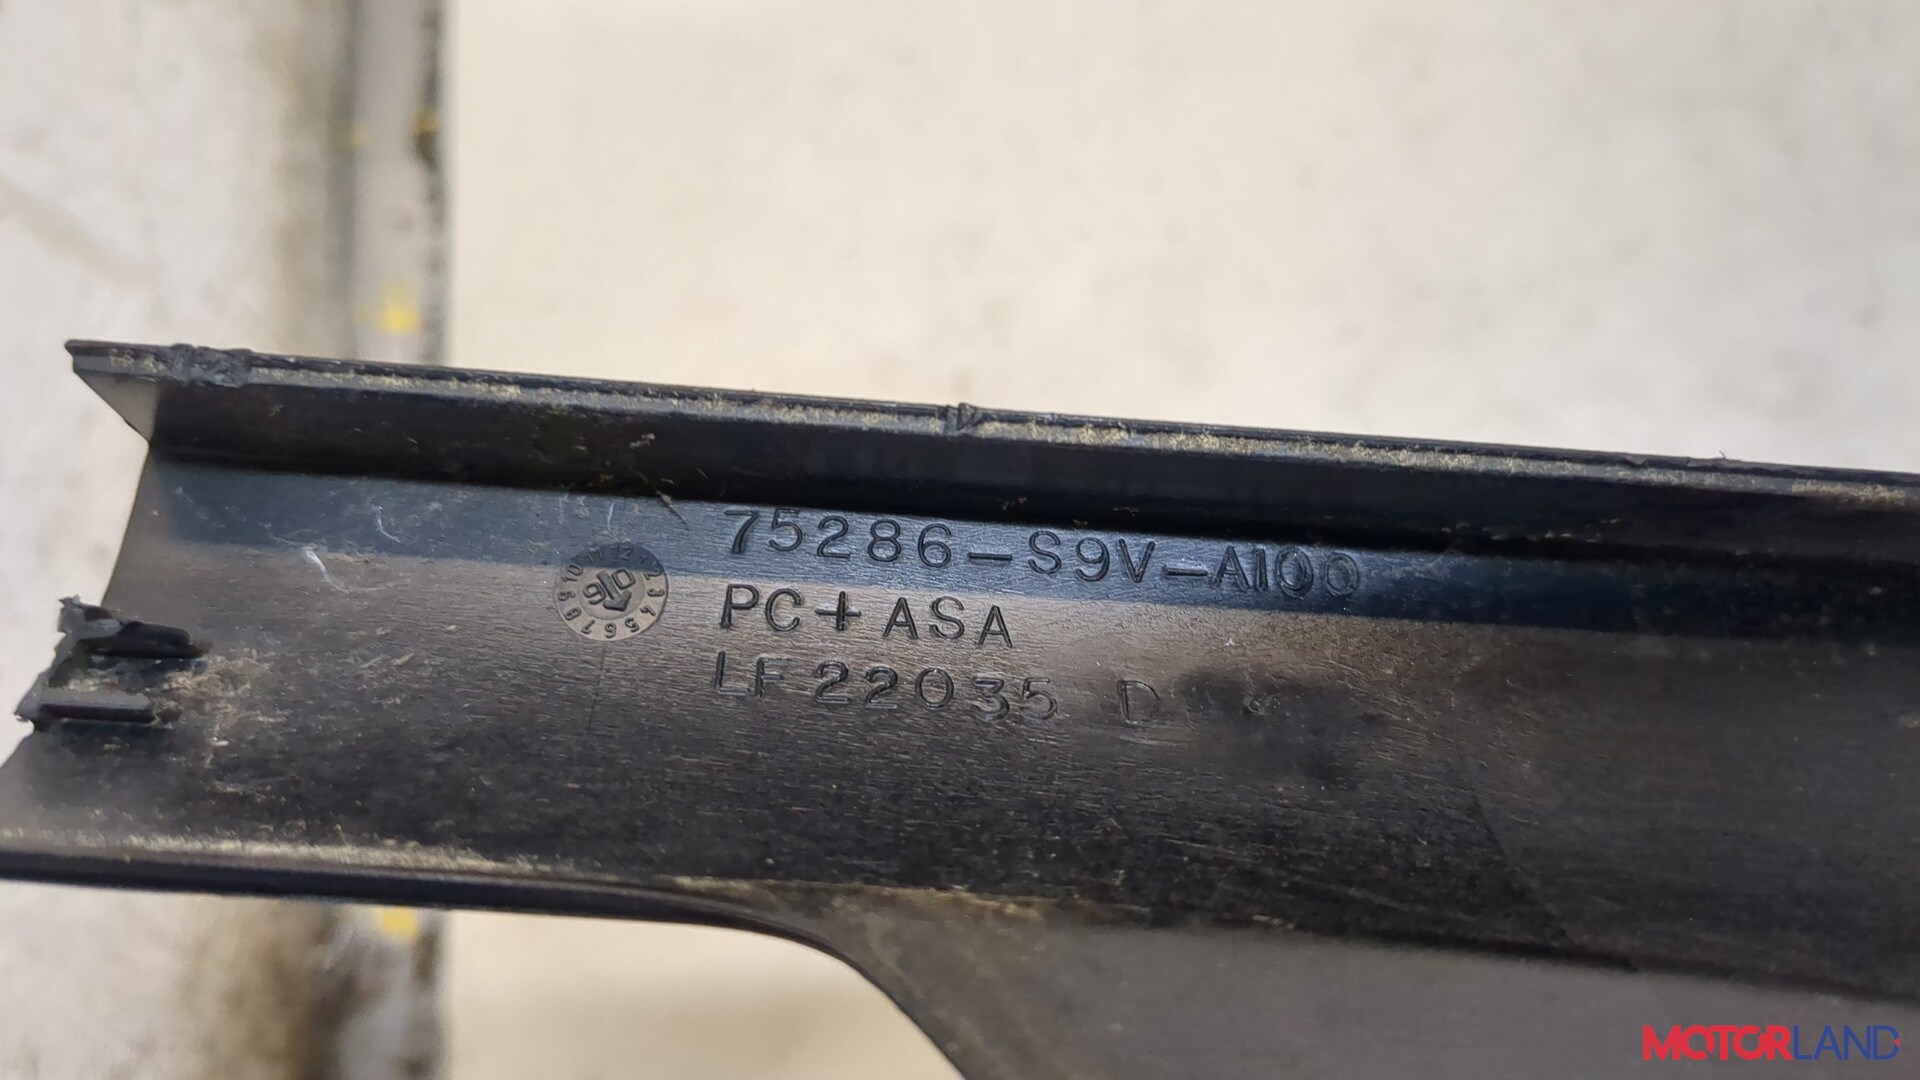 75286-S9V-A100
PC+ASA
LF22035 D
MOTORLAND